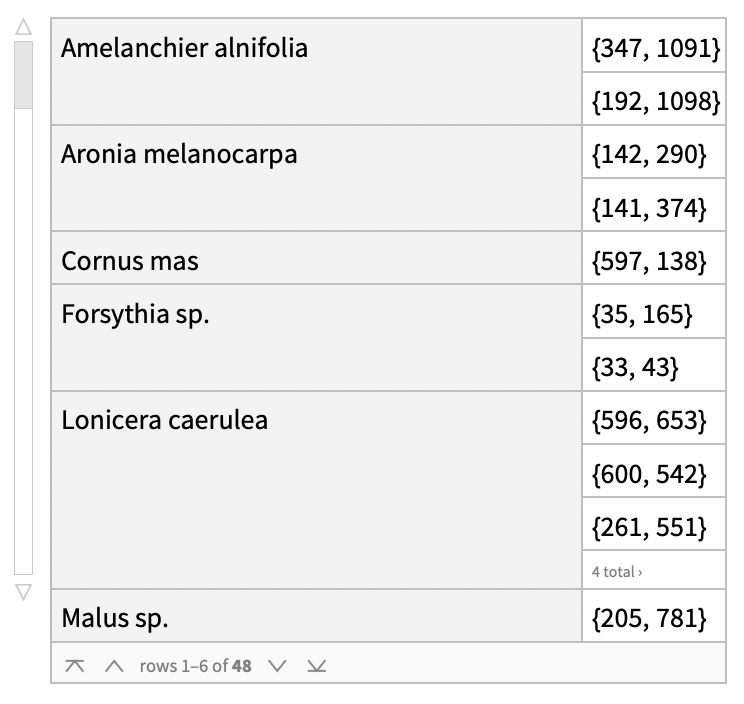 Amelanchier alnifolia {347, 1091}
{192, 1098}
Aronia melanocarpa {142, 290}
{141, 374}
Cornus mas {597, 138}
Forsythia sp. {35, 165}
{33, 43}
Lonicera caerulea {596, 653}
{600, 542}
{261, 551}
4 total ›
Malus sp. {205, 781}
rows 1–6 of 48